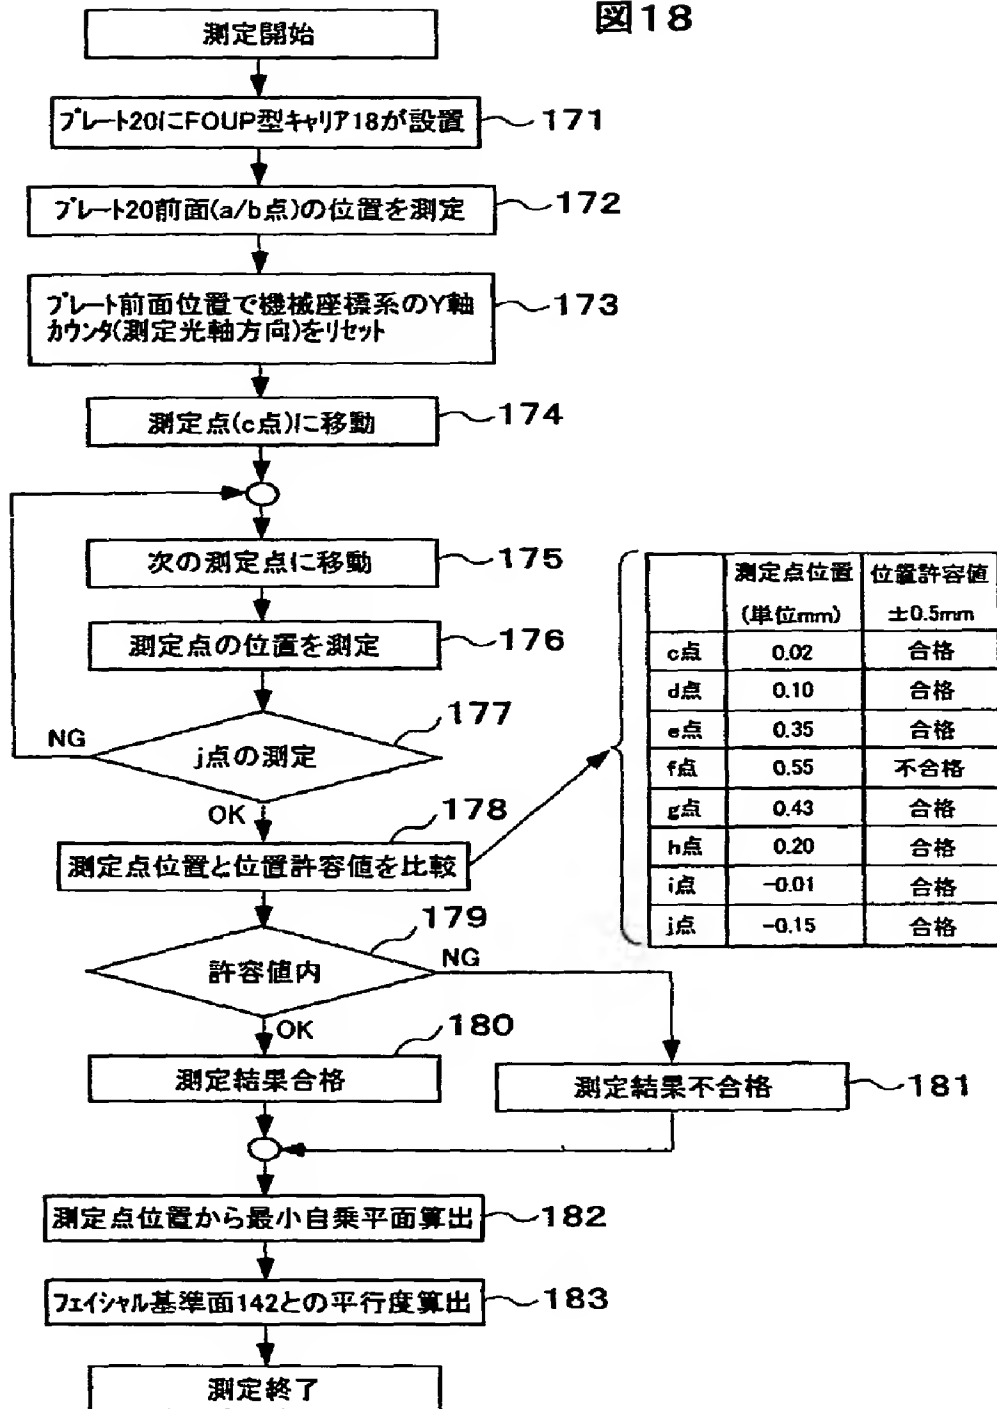 図18
測定開始
プレート20にFOUP型キャリア18が設置
171
プレート20前面(a/b点)の位置を測定
172
プレート前面位置で機械座標系のY軸
カウンタ(測定光軸方向)をリセット
173
測定点(c点)に移動
174
次の測定点に移動
175
測定点の位置を測定
176
j点の測定
177
NG
OK
測定点位置と位置許容値を比較
178
測定点位置 位置許容値
(単位mm) ±0.5mm
c点 0.02 合格
d点 0.10 合格
e点 0.35 合格
f点 0.55 不合格
g点 0.43 合格
h点 0.20 合格
i点 -0.01 合格
j点 -0.15 合格
許容値内
179
NG
OK
測定結果合格
180
測定結果不合格
181
測定点位置から最小自乗平面算出
182
フェイシャル基準面142との平行度算出
183
測定終了